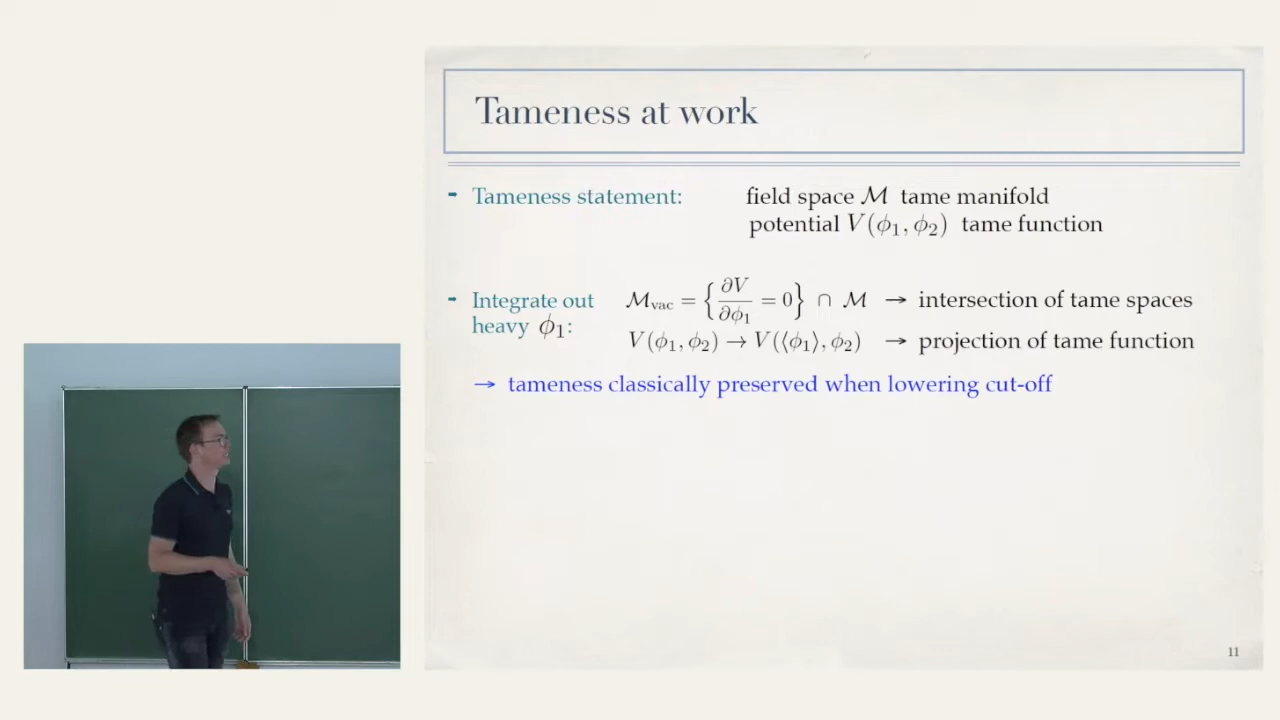 Tameness at work
➡ Tameness statement: field space ℳ tame manifold
potential V(ϕ₁, ϕ₂) tame function
➡ Integrate out heavy ϕ₁: ℳ_vac = {∂V/∂ϕ₁ = 0} ∩ ℳ → intersection of tame spaces
V(ϕ₁, ϕ₂) → V(⟨ϕ₁⟩, ϕ₂) → projection of tame function
→ tameness classically preserved when lowering cut-off
11